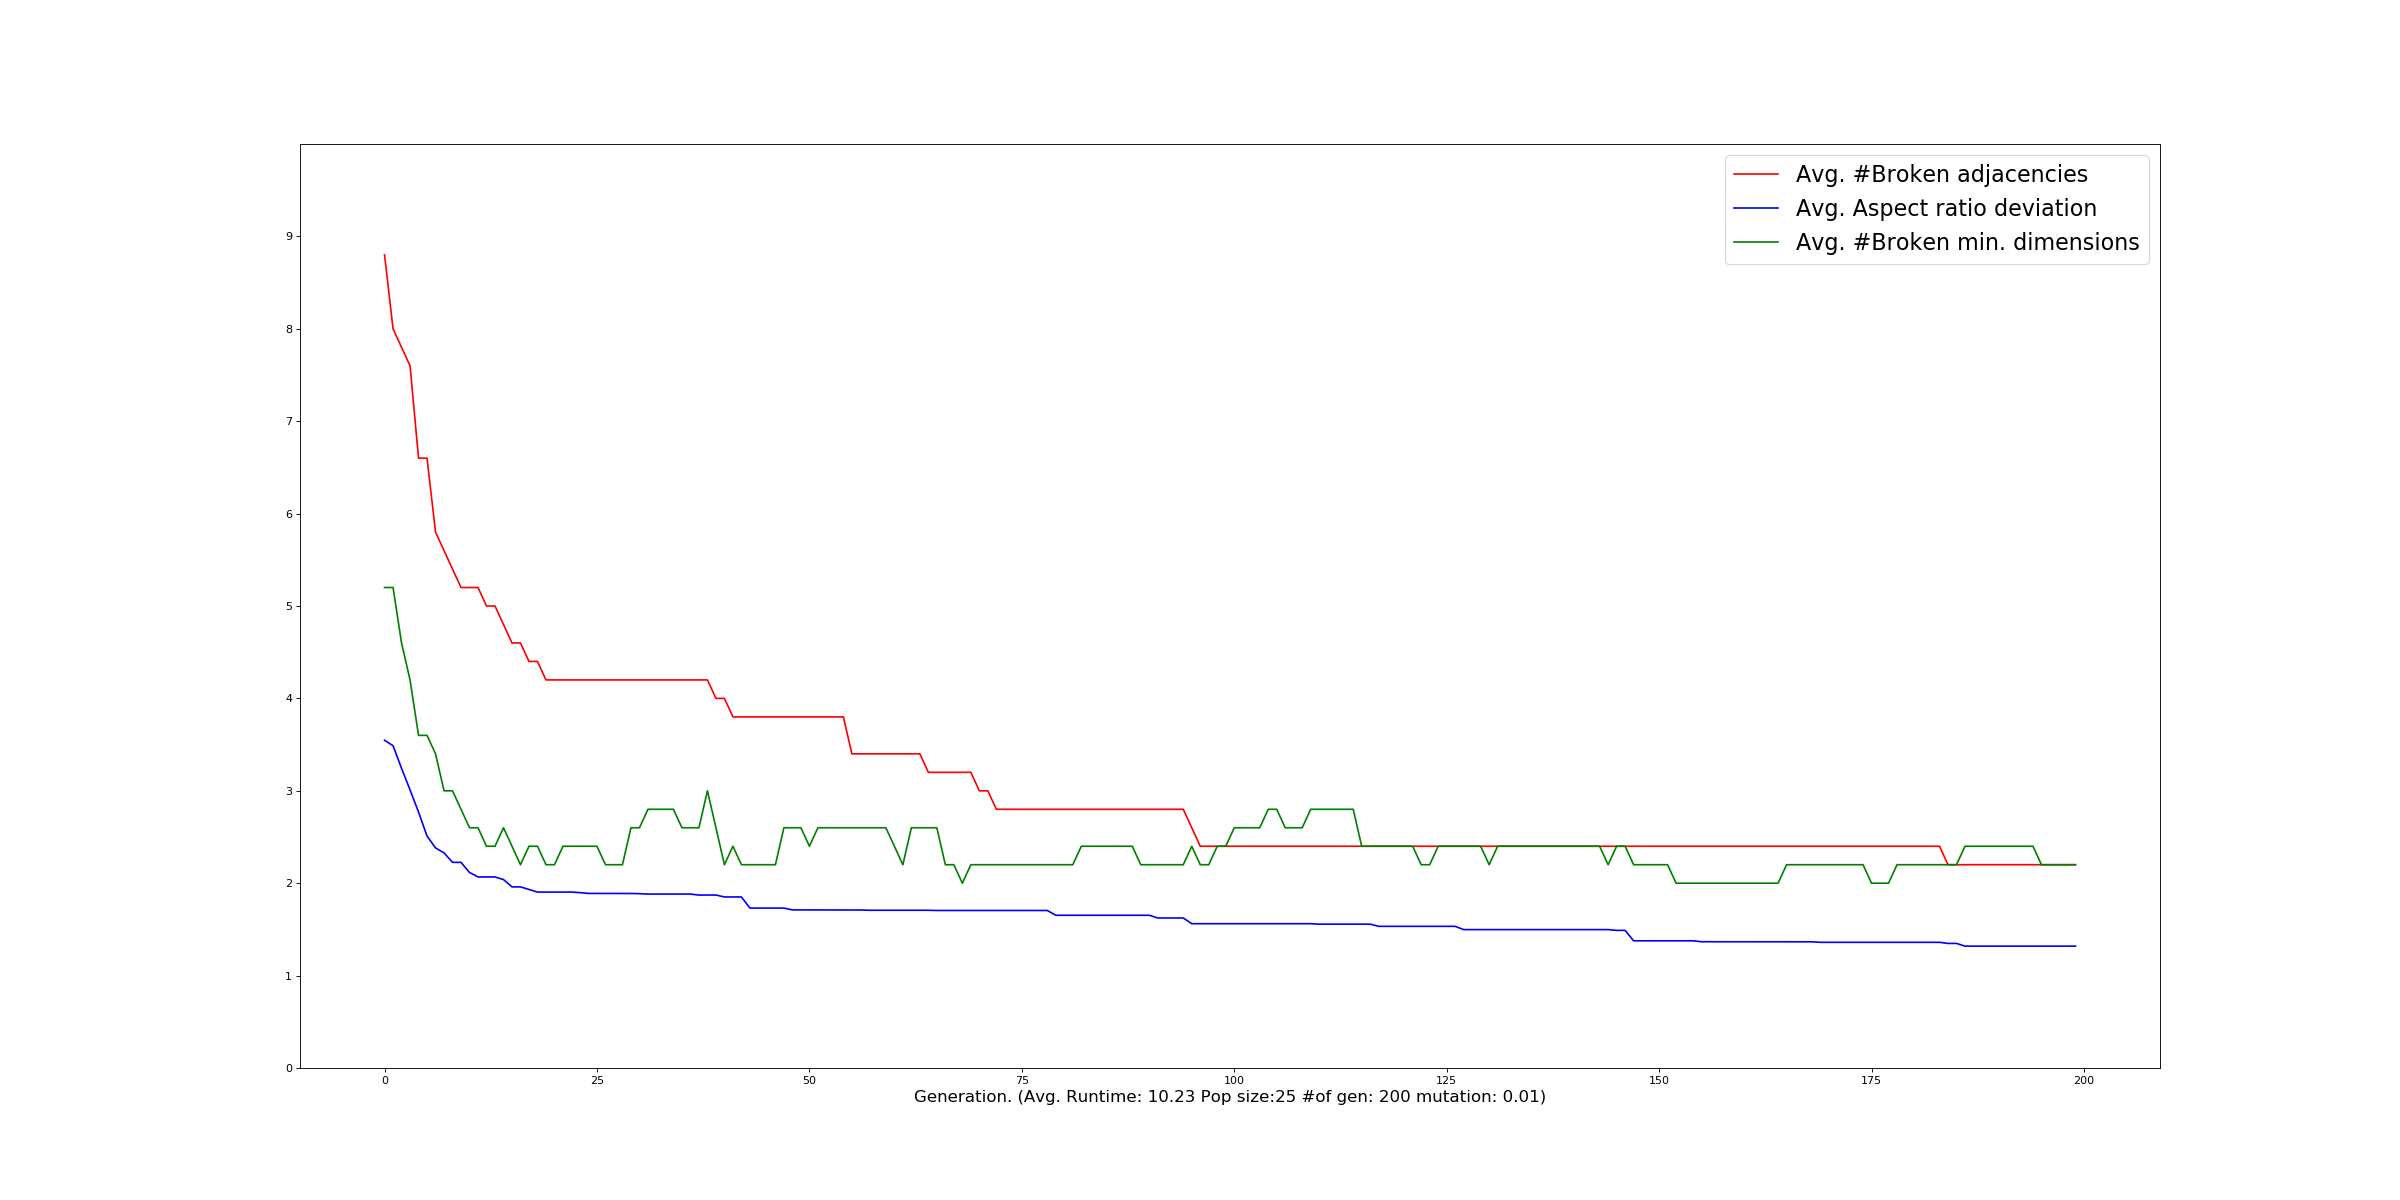 Avg. #Broken adjacencies
Avg. Aspect ratio deviation
Avg. #Broken min. dimensions
9
8
7
6
5
4
3
2
1
0
0 25 50 75 100 125 150 175 200
Generation. (Avg. Runtime: 10.23 Pop size:25 #of gen: 200 mutation: 0.01)